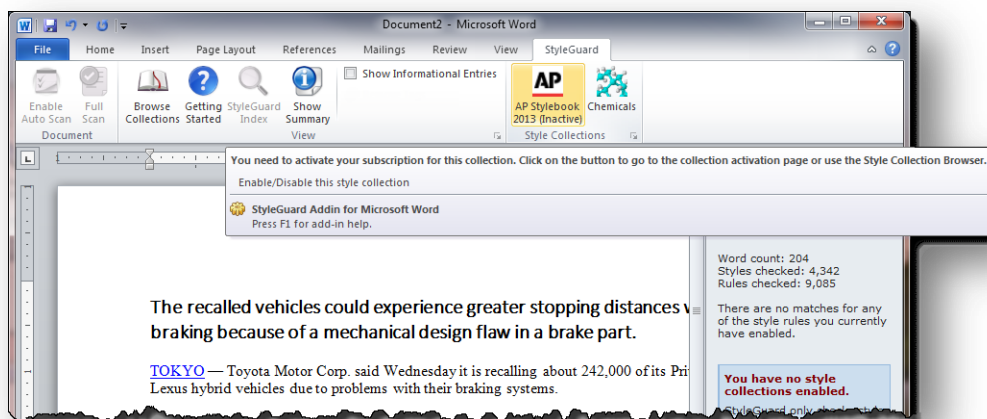 Document2 - Microsoft Word
File Home Insert Page Layout References Mailings Review View StyleGuard
Enable Auto Scan
Full Scan
Browse Collections
Getting Started
StyleGuard Index
Show Summary
Show Informational Entries
AP
AP Stylebook 2013 (Inactive)
Chemicals
Document View Style Collections
You need to activate your subscription for this collection. Click on the button to go to the collection activation page or use the Style Collection Browser.
Enable/Disable this style collection
StyleGuard Addin for Microsoft Word
Press F1 for add-in help.
The recalled vehicles could experience greater stopping distances
braking because of a mechanical design flaw in a brake part.
TOKYO — Toyota Motor Corp. said Wednesday it is recalling about 242,000 of its
Lexus hybrid vehicles due to problems with their braking systems.
Word count: 204
Styles checked: 4,342
Rules checked: 9,085
There are no matches for any
of the style rules you currently
have enabled.
You have no style
collections enabled.